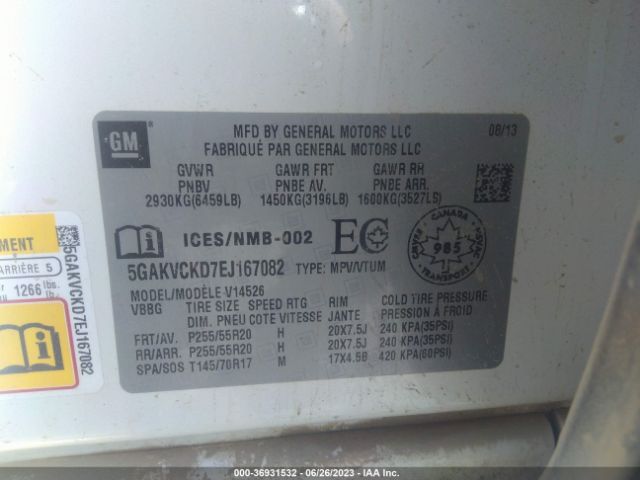 GM
MFD BY GENERAL MOTORS LLC 08/13
FABRIQUÉ PAR GENERAL MOTORS LLC
GVWR GAWR FRT GAWR RR
PNBV PNBE AV. PNBE ARR.
2930KG(6459LB) 1450KG(3196LB) 1600KG(3527LB)
ICES/NMB-002 EC
CANADA
CMVSS 985 NSVAC
TRANSPORT
5GAKVCKD7EJ167082 TYPE: MPV/VTUM
MODEL/MODÈLE V14526
VBBG TIRE SIZE SPEED RTG RIM COLD TIRE PRESSURE
DIM. PNEU COTE VITESSE JANTE PRESSION À FROID
FRT/AV. P255/55R20 H 20X7.5J 240 KPA(35PSI)
RR/ARR. P255/55R20 H 20X7.5J 240 KPA(35PSI)
SPA/SOS T145/70R17 M 17X4.5B 420 KPA(60PSI)
ARRIÈRE 5
1266 lbs.
5GAKVCKD7EJ167082
000-36931532 - 06/26/2023 - IAA Inc.